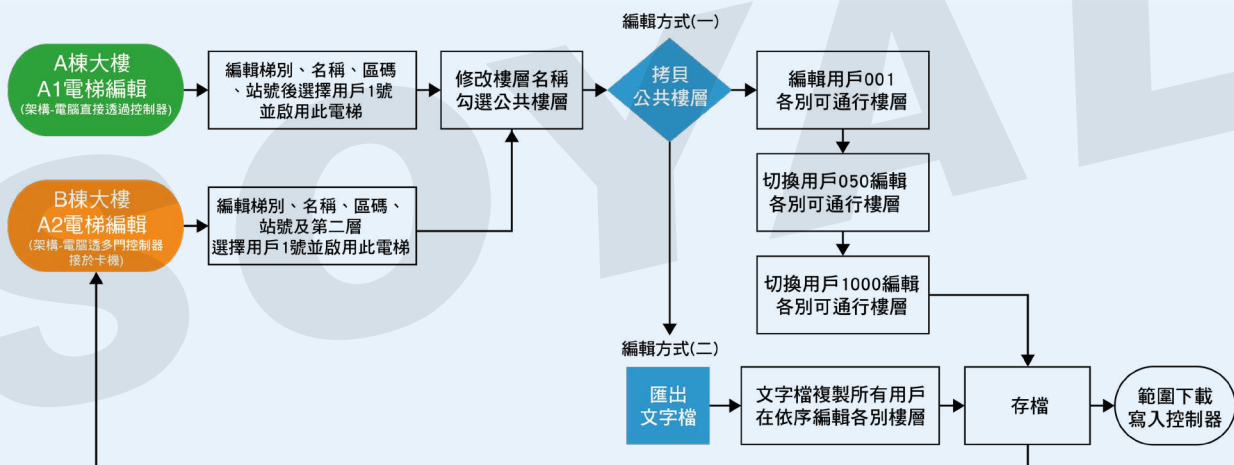 編輯方式(一)
A棟大樓
A1電梯編輯
(架構-電腦直接透過控制器)
編輯梯別、名稱、區碼
、站號後選擇用戶1號
並啟用此電梯
修改樓層名稱
勾選公共樓層
拷貝
公共樓層
編輯用戶001
各別可通行樓層
切換用戶050編輯
各別可通行樓層
切換用戶1000編輯
各別可通行樓層
B棟大樓
A2電梯編輯
(架構-電腦透多門控制器
接於卡機)
編輯梯別、名稱、區碼、
站號及第二層
選擇用戶1號並啟用此電梯
編輯方式(二)
匯出
文字檔
文字檔複製所有用戶
在依序編輯各別樓層
存檔
範圍下載
寫入控制器
SOYAL